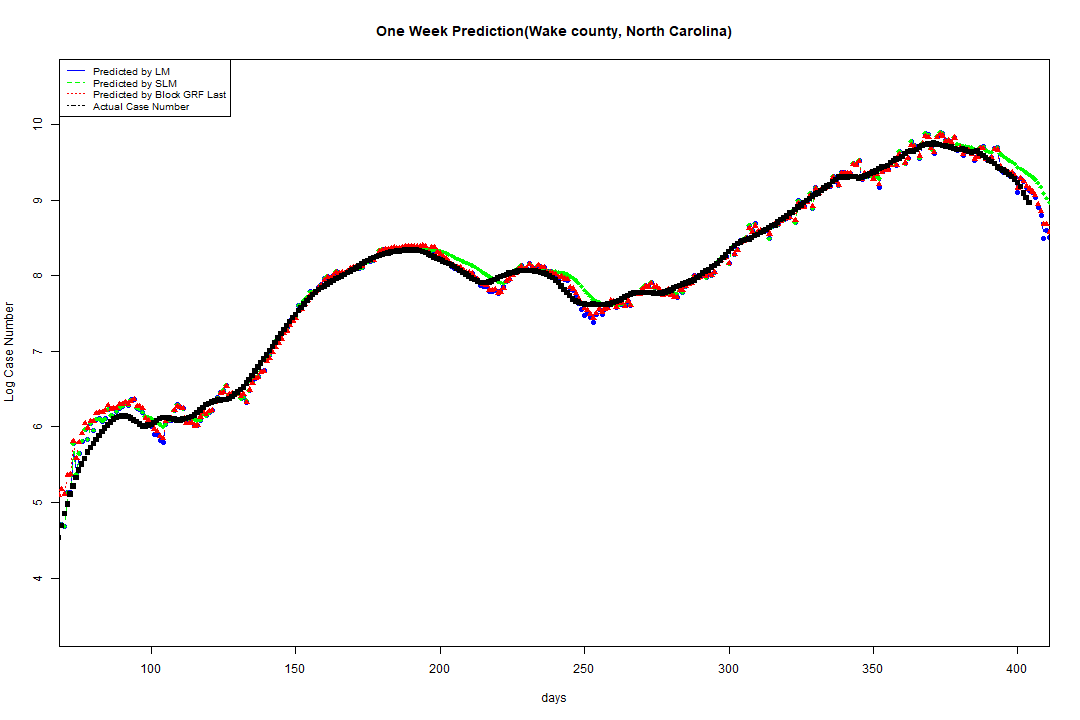 One Week Prediction(Wake county, North Carolina)
Predicted by LM
Predicted by SLM
Predicted by Block GRF Last
Actual Case Number
10
9
8
7
6
5
4
Log Case Number
100 150 200 250 300 350 400
days